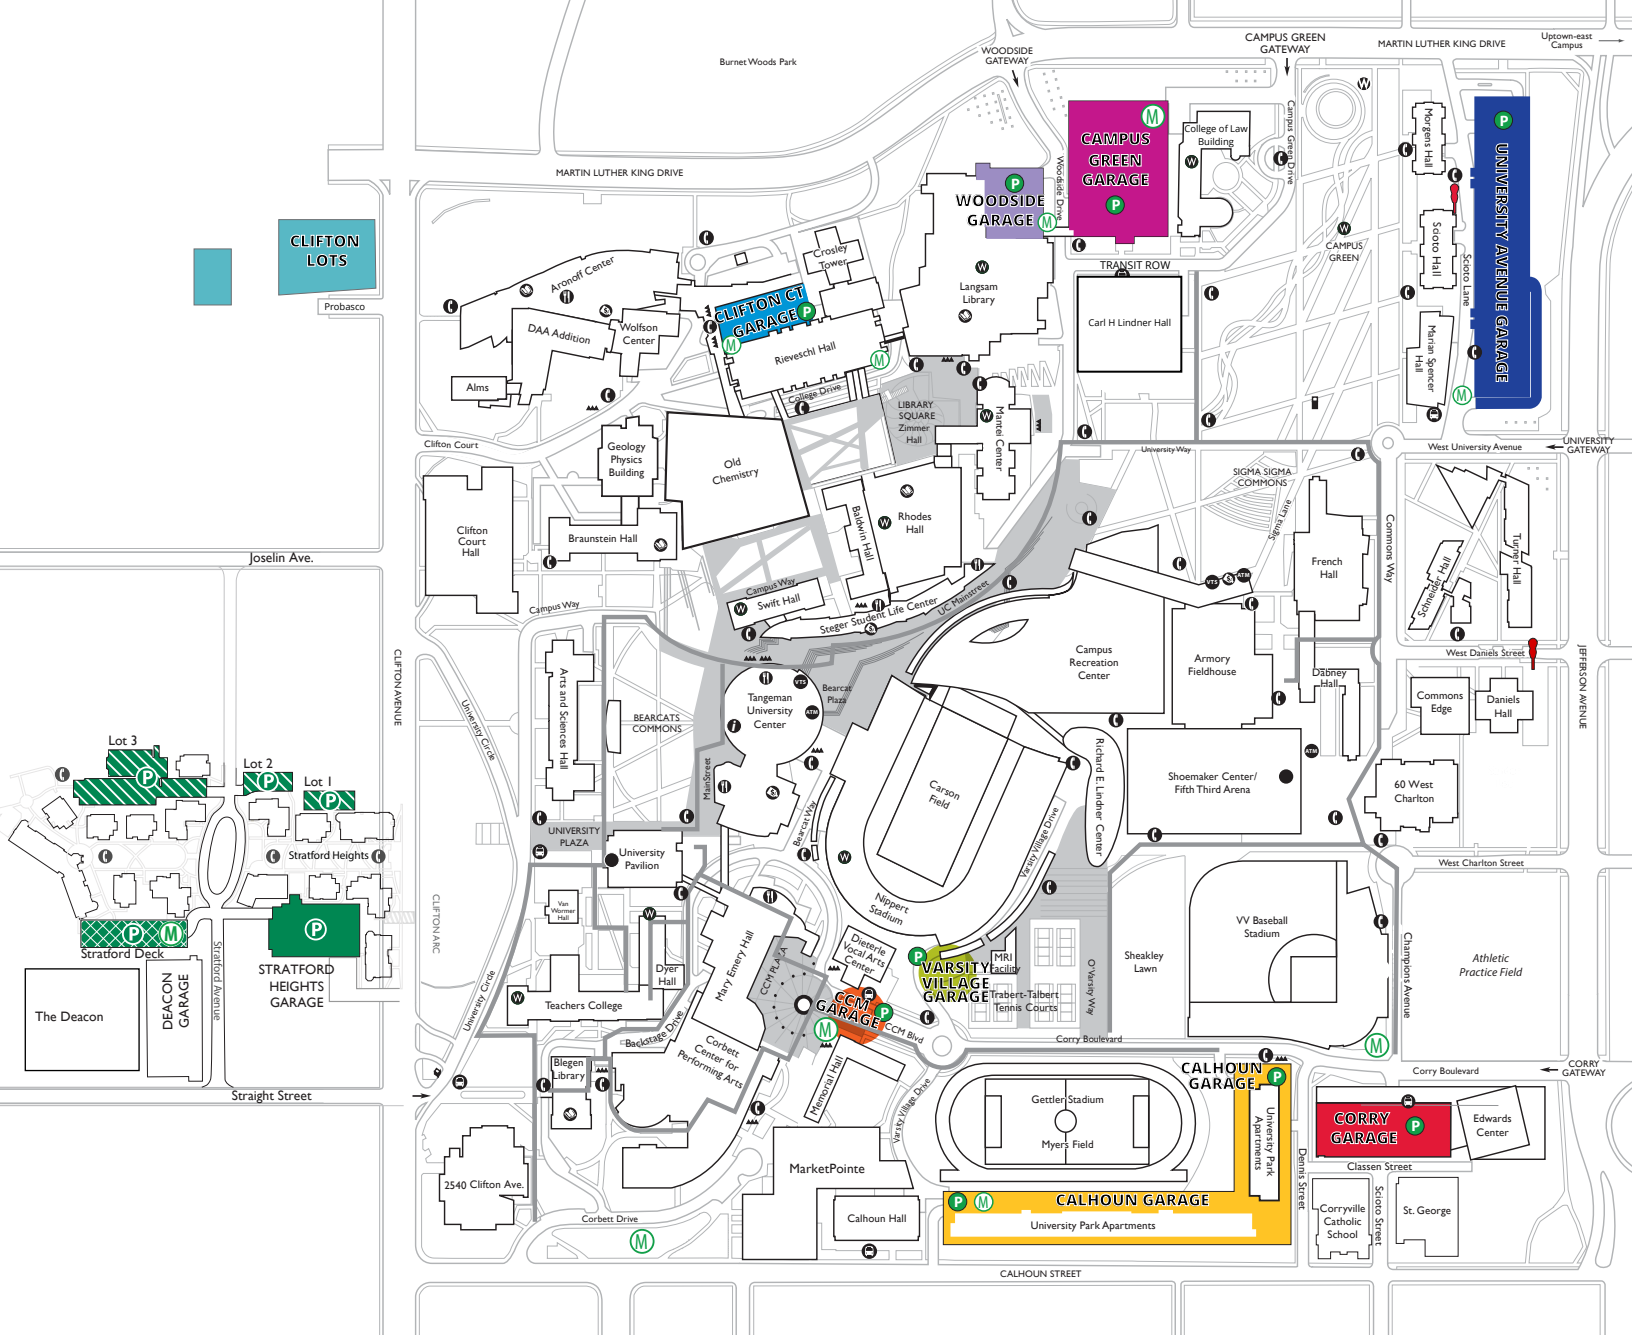 Burnet Woods Park
WOODSIDE
GATEWAY
CAMPUS GREEN
GATEWAY
MARTIN LUTHER KING DRIVE
Uptown-east
Campus
MARTIN LUTHER KING DRIVE
Woodside Drive
Campus Green Drive
M
CAMPUS
GREEN
GARAGE
P
College of Law
Building
W
W
Morgens Hall
P
UNIVERSITY AVENUE GARAGE
P
WOODSIDE
GARAGE
M
CLIFTON
LOTS
Probasco
Crosley
Tower
Aronoff Center
DAA Addition
Wolfson
Center
Alms
CLIFTON CT
GARAGE
P
M
Rieveschl Hall
M
College Drive
W
Langsam
Library
TRANSIT ROW
Carl H Lindner Hall
W
CAMPUS
GREEN
Scioto Hall
Scioto Lane
Marian Spencer
Hall
M
LIBRARY
SQUARE
Zimmer
Hall
W
Mantei Center
Clifton Court
Geology
Physics
Building
Old
Chemistry
University Way
West University Avenue
UNIVERSITY
GATEWAY
SIGMA SIGMA
COMMONS
Sigma Lane
Clifton
Court
Hall
Braunstein Hall
Baldwin Hall
W
Rhodes
Hall
French
Hall
Commons Way
Schneider Hall
Turner Hall
Joselin Ave.
Campus Way
Campus Way
W
Swift Hall
Steger Student Life Center
UC Mainstreet
VTS
ATM
Campus
Recreation
Center
Armory
Fieldhouse
Dabney
Hall
West Daniels Street
JEFFERSON AVENUE
Commons
Edge
Daniels
Hall
CLIFTON AVENUE
University Circle
Arts and Sciences Hall
BEARCATS
COMMONS
Tangeman
University
Center
i
VTS
ATM
Bearcat
Plaza
MainStreet
Bearcat Way
Carson
Field
W
Nippert
Stadium
Richard E. Lindner Center
Varsity Village Drive
Shoemaker Center/
Fifth Third Arena
ATM
60 West
Charlton
West Charlton Street
Lot 3
P
Lot 2
P
Lot 1
P
Stratford Heights
Stratford Deck
P
M
P
STRATFORD
HEIGHTS
GARAGE
Stratford Avenue
The Deacon
DEACON
GARAGE
Straight Street
CLIFTON ARC
University Circle
UNIVERSITY
PLAZA
University
Pavilion
Van
Wormer
Hall
W
Dyer
Hall
W
Teachers College
Backstage Drive
Mary Emery Hall
CCM PLAZA
Corbett
Center for
Performing Arts
Dieterle
Vocal Arts
Center
CCM
GARAGE
P
M
CCM Blvd
P
VARSITY
VILLAGE
GARAGE
MRI
Facility
Trabert-Talbert
Tennis Courts
O'Varsity Way
Sheakley
Lawn
VV Baseball
Stadium
Champions Avenue
Athletic
Practice Field
M
Corry Boulevard
Corry Boulevard
CORRY
GATEWAY
Blegen
Library
Memorial Hall
Varsity Village Drive
Gettler Stadium
Myers Field
CALHOUN
GARAGE
P
University Park
Apartments
Dennis Street
CORRY
GARAGE
P
Edwards
Center
Classen Street
Scioto Street
Corryville
Catholic
School
St. George
2540 Clifton Ave.
Corbett Drive
M
MarketPointe
Calhoun Hall
P
M
CALHOUN GARAGE
University Park Apartments
CALHOUN STREET